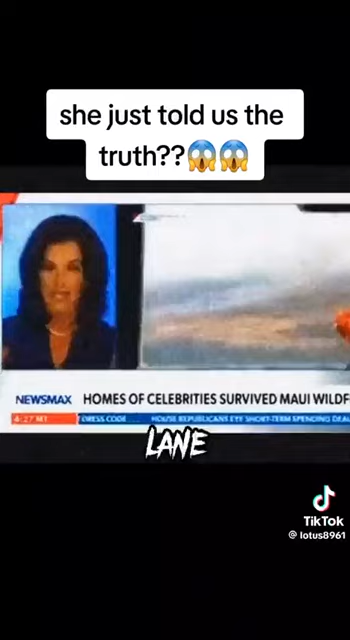 she just told us the
truth??😱😱
NEWSMAX HOMES OF CELEBRITIES SURVIVED MAUI WILDF
DRESS CODE HOUSE REPUBLICANS EYE SHORT-TERM SPENDING DEAL
LANE
TikTok
@ lotus8961